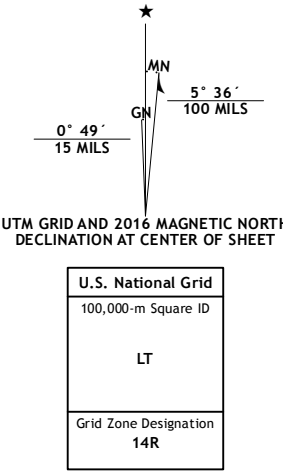 ★
MN
5° 36´
100 MILS
GN
0° 49´
15 MILS
UTM GRID AND 2016 MAGNETIC NORTH
DECLINATION AT CENTER OF SHEET
U.S. National Grid
100,000-m Square ID
LT
Grid Zone Designation
14R